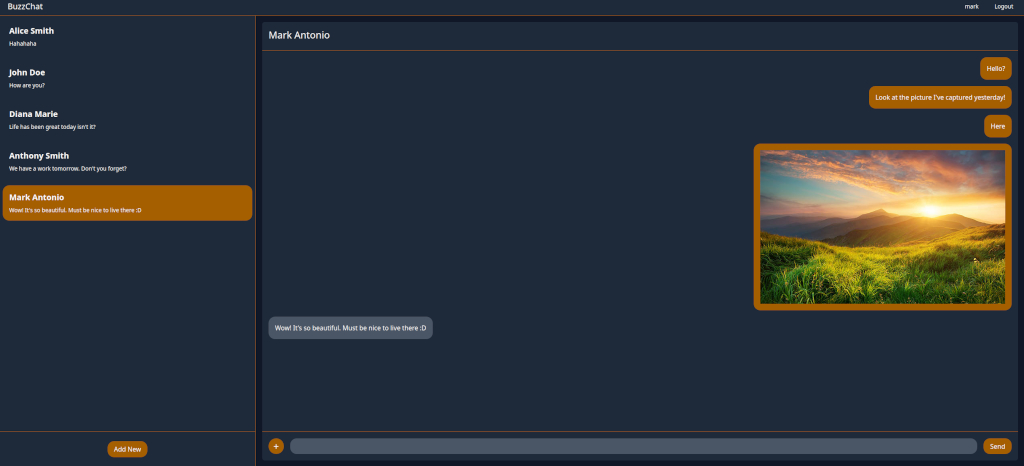 BuzzChat
mark
Logout
Alice Smith
Hahahaha
John Doe
How are you?
Diana Marie
Life has been great today isn't it?
Anthony Smith
We have a work tomorrow. Don't you forget?
Mark Antonio
Wow! It's so beautiful. Must be nice to live there :D
Add New
Mark Antonio
Hello?
Look at the picture I've captured yesterday!
Here
Wow! It's so beautiful. Must be nice to live there :D
+
Send